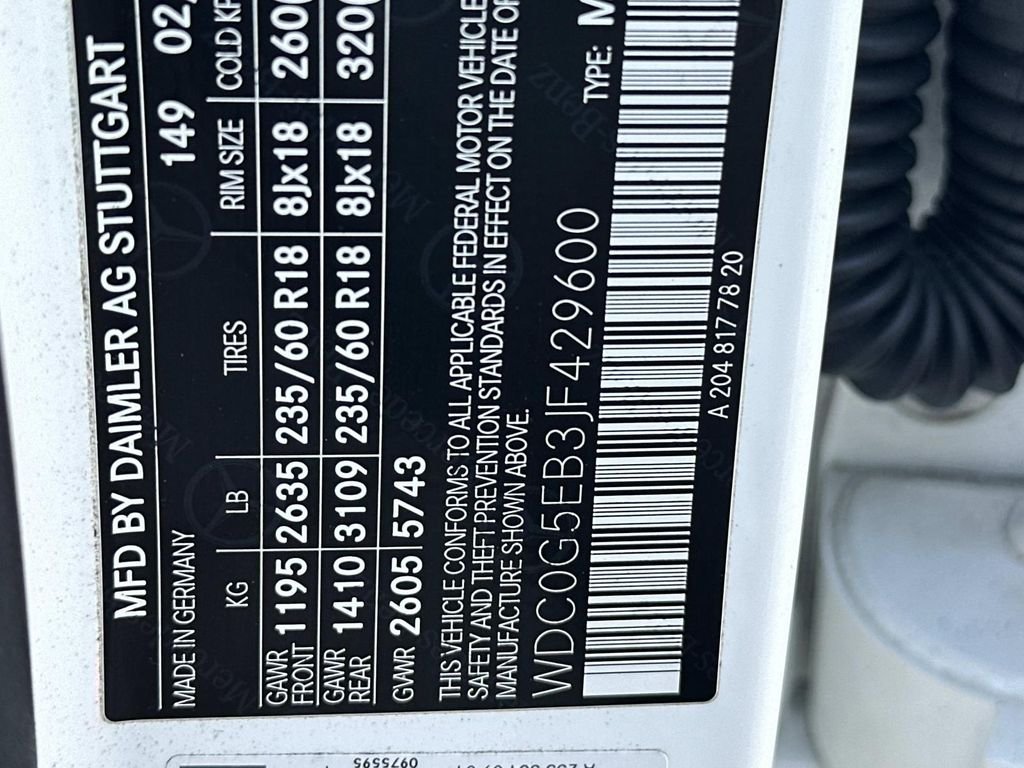 MFD BY DAIMLER AG STUTTGART
MADE IN GERMANY 149 02
KG LB TIRES RIM SIZE COLD
GAWR FRONT 1195 2635 235/60 R18 8Jx18 260
GAWR REAR 1410 3109 235/60 R18 8Jx18 320
GVWR 2605 5743
THIS VEHICLE CONFORMS TO ALL APPLICABLE FEDERAL MOTOR VEHICLE
SAFETY AND THEFT PREVENTION STANDARDS IN EFFECT ON THE DATE OF
MANUFACTURE SHOWN ABOVE.
WDC0G5EB3JF429600 TYPE: M
A 204 817 78 20
0975595